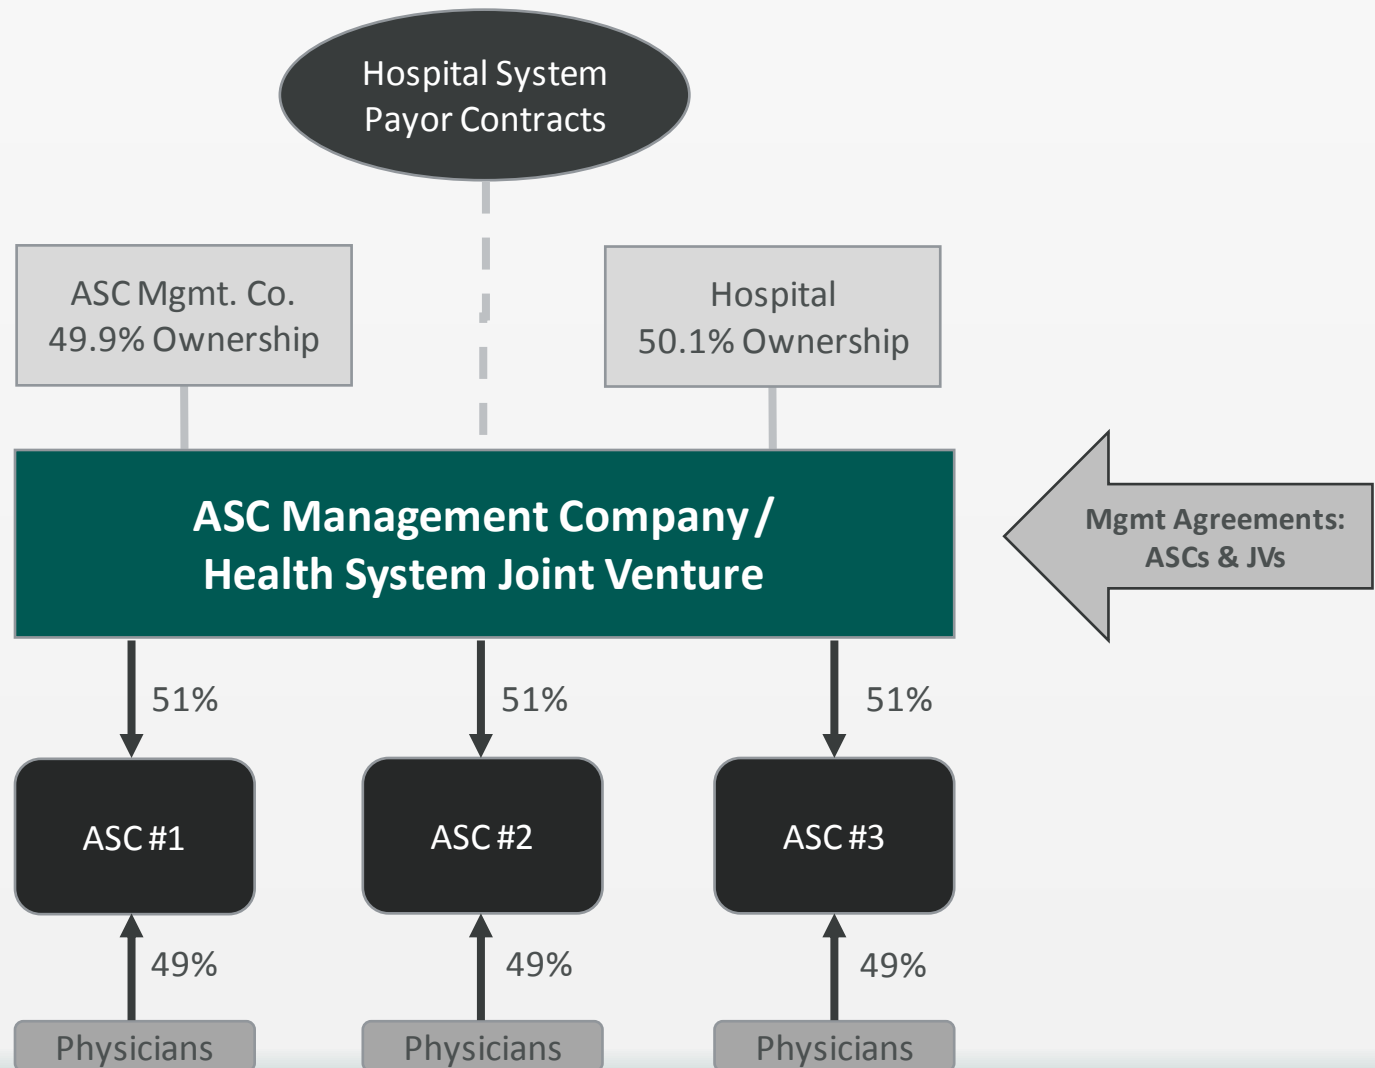 Hospital System
Payor Contracts
ASC Mgmt. Co.
49.9% Ownership
Hospital
50.1% Ownership
ASC Management Company /
Health System Joint Venture
Mgmt Agreements:
ASCs & JVs
51%
51%
51%
ASC #1
ASC #2
ASC #3
49%
49%
49%
Physicians
Physicians
Physicians